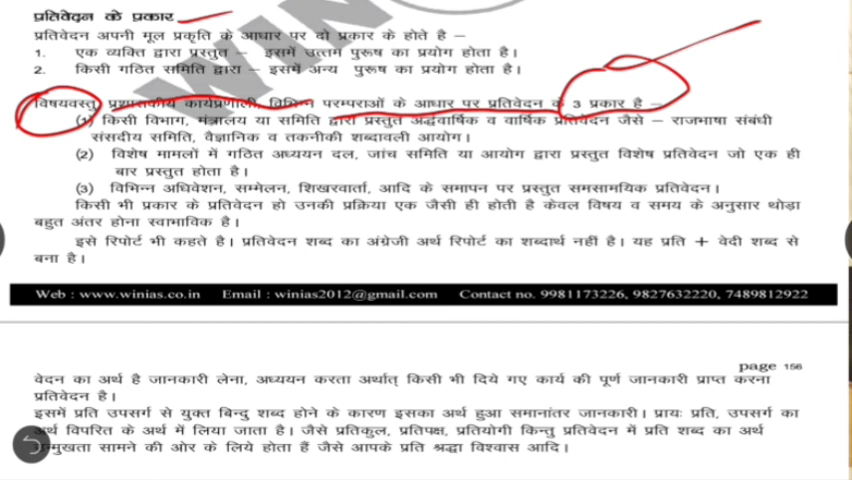 प्रतिवेदन के प्रकार
प्रतिवेदन अपनी मूल प्रकृति के आधार पर दो प्रकार के होते है –
1. एक व्यक्ति द्वारा प्रस्तुत – इसमें उत्तम पुरूष का प्रयोग होता है।
2. किसी गठित समिति द्वारा – इसमें अन्य पुरूष का प्रयोग होता है।
विषयवस्तु, प्रशासकीय कार्यप्रणाली, विभिन्न परम्पराओं के आधार पर प्रतिवेदन के 3 प्रकार है –
(1) किसी विभाग, मंत्रालय या समिति द्वारा प्रस्तुत अर्द्धवार्षिक व वार्षिक प्रतिवेदन जैसे – राजभाषा संबंधी
संसदीय समिति, वैज्ञानिक व तकनीकी शब्दावली आयोग।
(2) विशेष मामलों में गठित अध्ययन दल, जांच समिति या आयोग द्वारा प्रस्तुत विशेष प्रतिवेदन जो एक ही
बार प्रस्तुत होता है।
(3) विभिन्न अधिवेशन, सम्मेलन, शिखरवार्ता, आदि के समापन पर प्रस्तुत समसामयिक प्रतिवेदन।
किसी भी प्रकार के प्रतिवेदन हो उनकी प्रक्रिया एक जैसी ही होती है केवल विषय व समय के अनुसार थोड़ा
बहुत अंतर होना स्वाभाविक है।
इसे रिपोर्ट भी कहते है। प्रतिवेदन शब्द का अंग्रेजी अर्थ रिपोर्ट का शब्दार्थ नहीं है। यह प्रति + वेदी शब्द से
बना है।
Web : www.winias.co.in Email : winias2012@gmail.com Contact no. 9981173226, 9827632220, 7489812922
page 156
वेदन का अर्थ है जानकारी लेना, अध्ययन करता अर्थात् किसी भी दिये गए कार्य की पूर्ण जानकारी प्राप्त करना
प्रतिवेदन है।
इसमें प्रति उपसर्ग से युक्त बिन्दु शब्द होने के कारण इसका अर्थ हुआ समानांतर जानकारी। प्रायः प्रति, उपसर्ग का
अर्थ विपरित के अर्थ में लिया जाता है। जैसे प्रतिकुल, प्रतिपक्ष, प्रतियोगी किन्तु प्रतिवेदन में प्रति शब्द का अर्थ
सामने की ओर के लिये होता हैं जैसे आपके प्रति श्रद्धा विश्वास आदि।